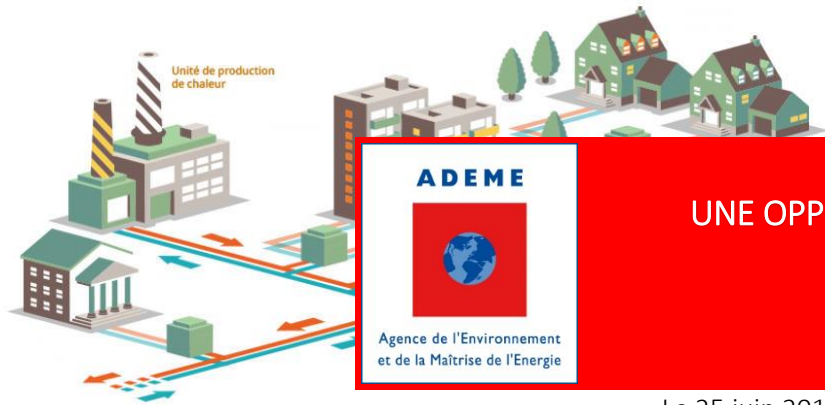 Unité de production
de chaleur
ADEME
UNE OPP
Agence de l'Environnement
et de la Maîtrise de l'Energie